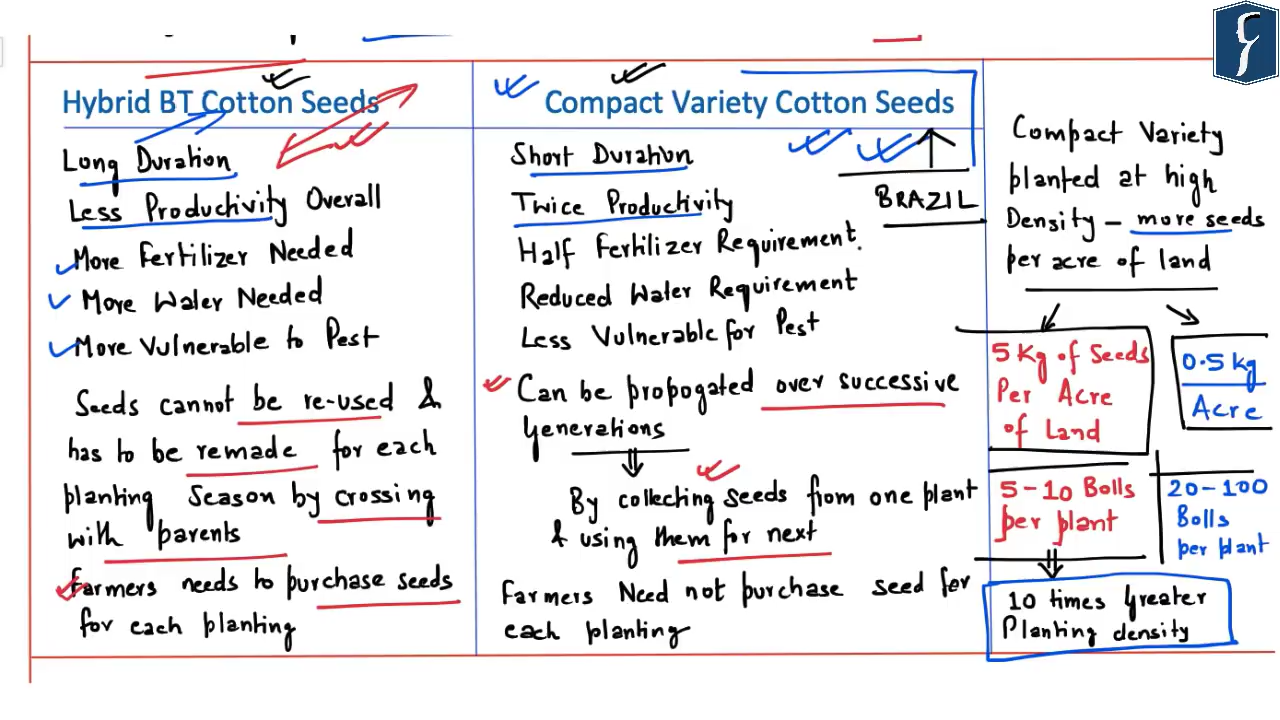 Hybrid BT Cotton Seeds
Long Duration
Less Productivity Overall
More Fertilizer Needed
More Water Needed
More Vulnerable to Pest
Seeds cannot be re-used &
has to be remade for each
planting Season by crossing
with parents
Farmers needs to purchase seeds
for each planting
Compact Variety Cotton Seeds
Short Duration
BRAZIL
Twice Productivity
Half Fertilizer Requirement.
Reduced Water Requirement
Less Vulnerable for Pest
Can be propogated over successive
Generations
By collecting seeds from one plant
& using them for next
Farmers Need not purchase seed for
each planting
Compact Variety
planted at high
Density - more seeds
per acre of land
5 Kg of Seeds
Per Acre
of Land
0.5 kg
Acre
5-10 Bolls
per plant
20-100
Bolls
per plant
10 times Greater
Planting density